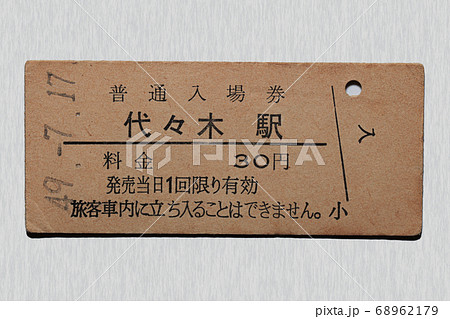 49.-7.17
普通入場券
代々木駅
料金 30円
発売当日1回限り有効
旅客車内に立ち入ることはできません。小
入
PIXTA
pixta.jp - 68962179